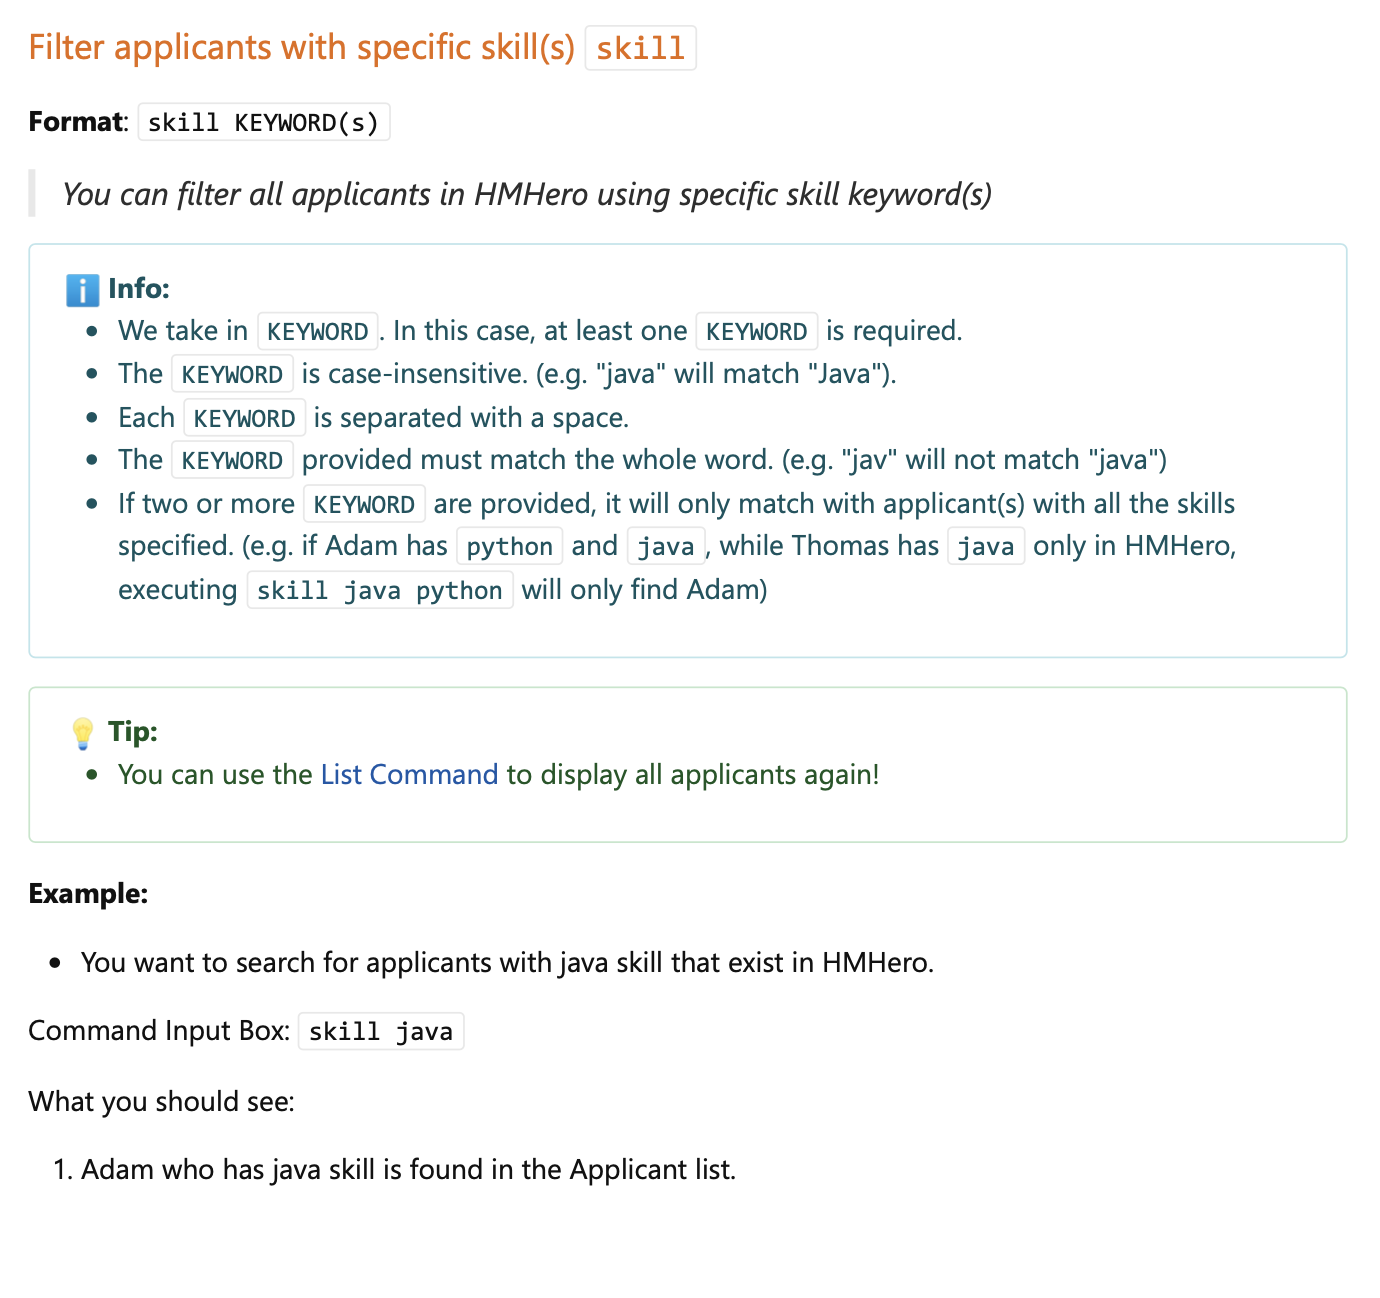 Filter applicants with specific skill(s) skill
Format: skill KEYWORD(s)
You can filter all applicants in HMHero using specific skill keyword(s)
Info:
We take in KEYWORD. In this case, at least one KEYWORD is required.
The KEYWORD is case-insensitive. (e.g. "java" will match "Java").
Each KEYWORD is separated with a space.
The KEYWORD provided must match the whole word. (e.g. "jav" will not match "java")
If two or more KEYWORD are provided, it will only match with applicant(s) with all the skills
specified. (e.g. if Adam has python and java, while Thomas has java only in HMHero,
executing skill java python will only find Adam)
Tip:
You can use the List Command to display all applicants again!
Example:
You want to search for applicants with java skill that exist in HMHero.
Command Input Box: skill java
What you should see:
1. Adam who has java skill is found in the Applicant list.